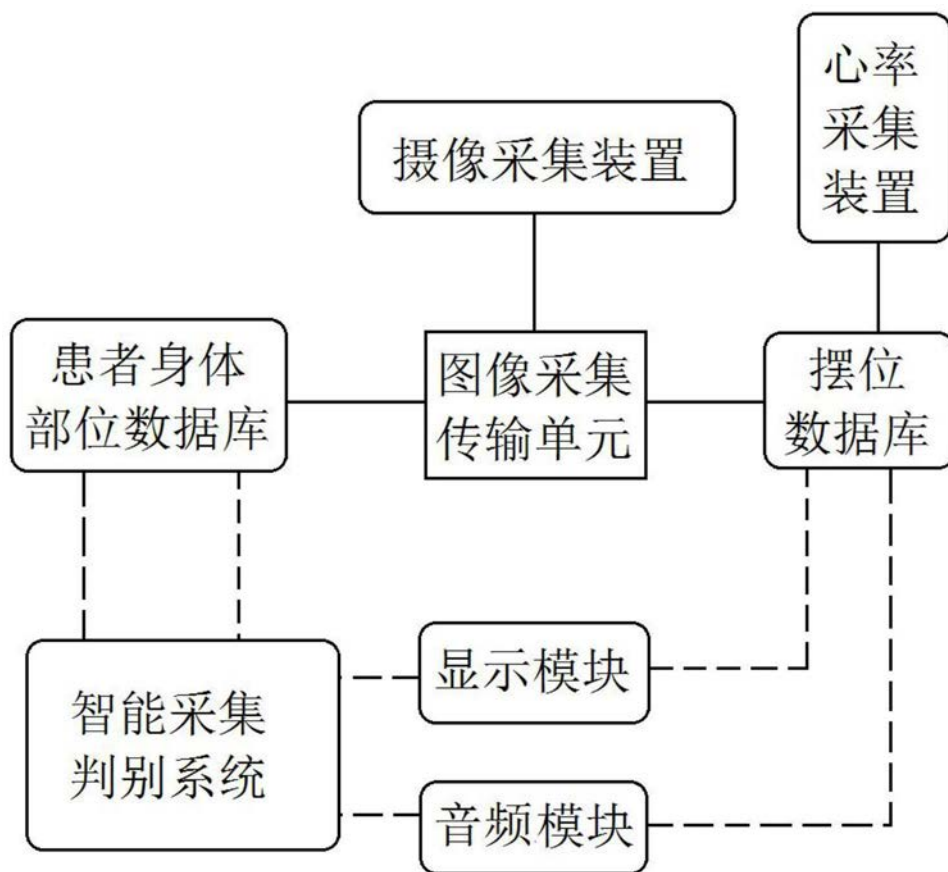 心率
采集
装置
摄像采集装置
患者身体
部位数据库
图像采集
传输单元
摆位
数据库
显示模块
智能采集
判别系统
音频模块